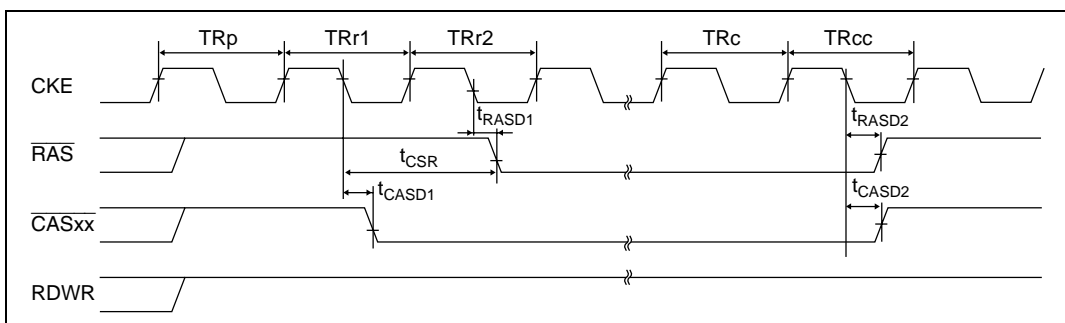 TRp TRr1 TRr2 TRc TRcc
CKE
tRASD1 tRASD2
RAS
tCSR
tCASD1 tCASD2
CASxx
RDWR